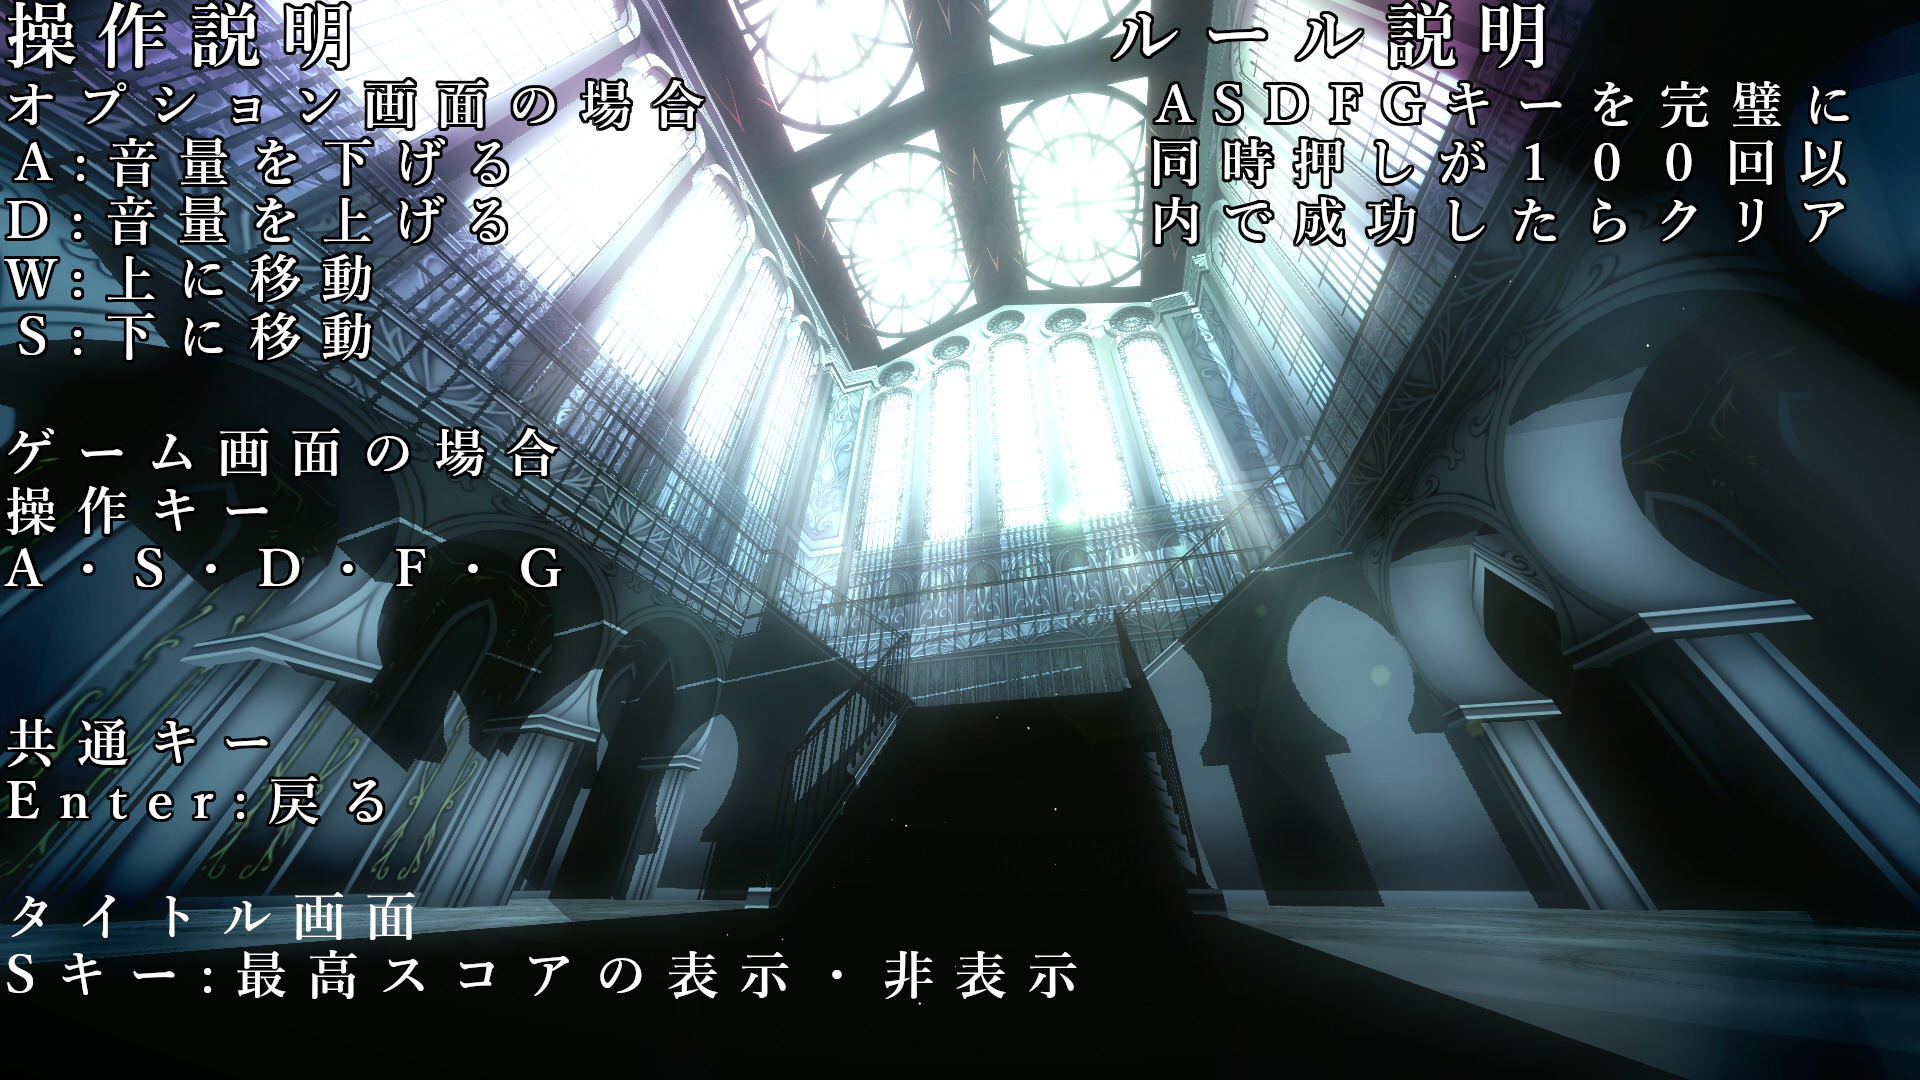 操作説明
オプション画面の場合
A:音量を下げる
D:音量を上げる
W:上に移動
S:下に移動
ゲーム画面の場合
操作キー
A・S・D・F・G
共通キー
Enter:戻る
タイトル画面
Sキー:最高スコアの表示・非表示
ルール説明
ASDFGキーを完璧に
同時押しが100回以
内で成功したらクリア